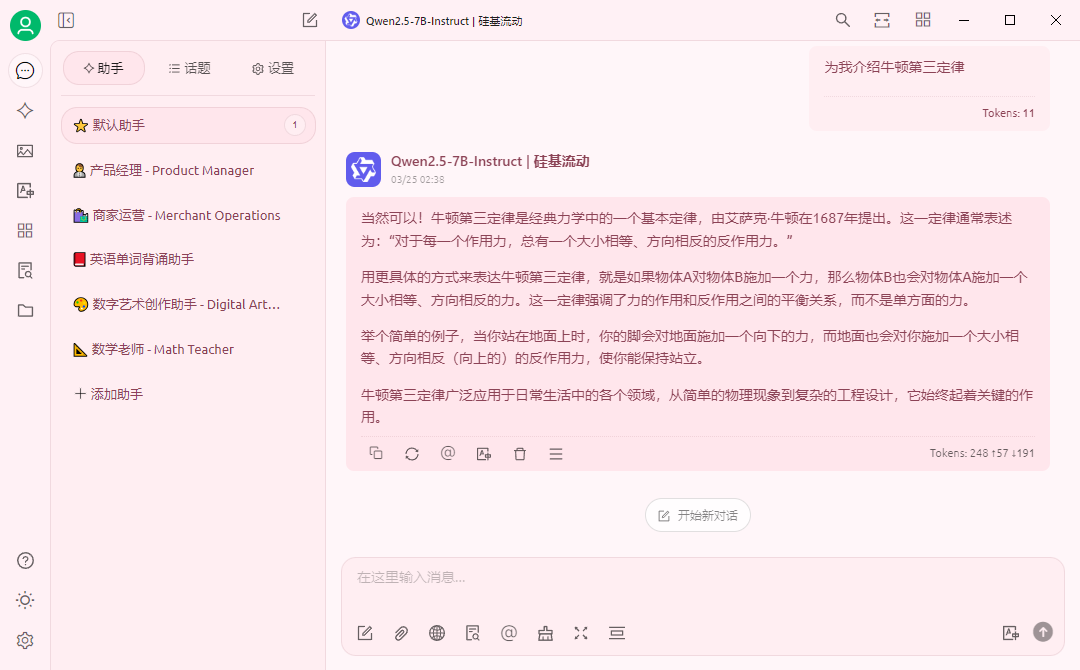 Qwen2.5-7B-Instruct | 硅基流动
助手
话题
设置
默认助手
1
产品经理 - Product Manager
商家运营 - Merchant Operations
英语单词背诵助手
数字艺术创作助手 - Digital Art...
数学老师 - Math Teacher
添加助手
为我介绍牛顿第三定律
Tokens: 11
Qwen2.5-7B-Instruct | 硅基流动
03/25 02:38
当然可以！牛顿第三定律是经典力学中的一个基本定律，由艾萨克·牛顿在1687年提出。这一定律通常表述
为：“对于每一个作用力，总有一个大小相等、方向相反的反作用力。”
用更具体的方式来表达牛顿第三定律，就是如果物体A对物体B施加一个力，那么物体B也会对物体A施加一个
大小相等、方向相反的力。这一定律强调了力的作用和反作用之间的平衡关系，而不是单方面的力。
举个简单的例子，当你站在地面上时，你的脚会对地面施加一个向下的力，而地面也会对你施加一个大小相
等、方向相反（向上的）的反作用力，使你能保持站立。
牛顿第三定律广泛应用于日常生活中的各个领域，从简单的物理现象到复杂的工程设计，它始终起着关键的作
用。
Tokens: 248 ↑57 ↓191
开始新对话
在这里输入消息...